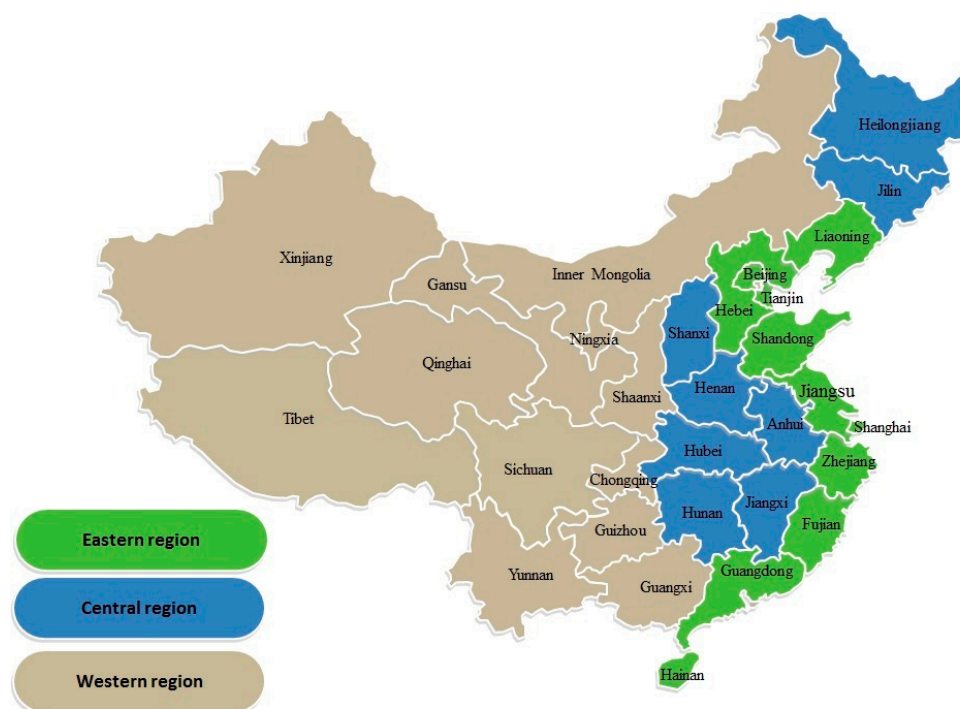 Heilongjiang
Jilin
Liaoning
Xinjiang
Inner Mongolia
Gansu
Beijing
Tianjin
Hebei
Shanxi
Ningxia
Shandong
Qinghai
Henan
Jiangsu
Shaanxi
Tibet
Anhui
Shanghai
Hubei
Zhejiang
Sichuan
Chongqing
Jiangxi
Hunan
Fujian
Guizhou
Eastern region
Yunnan
Guangdong
Guangxi
Central region
Hainan
Western region